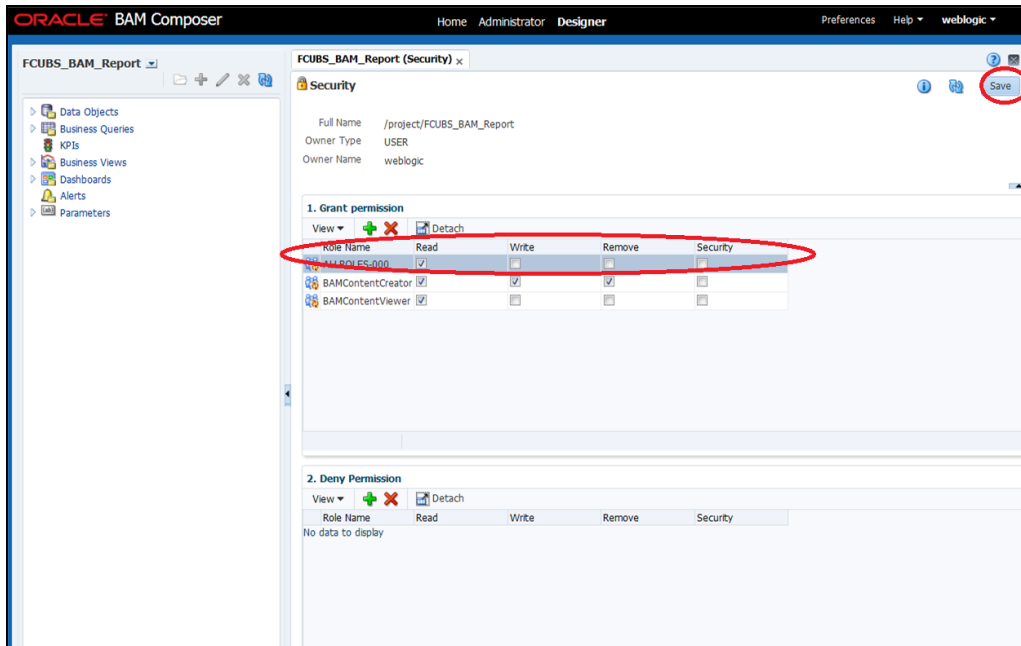 ORACLE BAM Composer Home Administrator Designer Preferences Help weblogic
FCUBS_BAM_Report
FCUBS_BAM_Report (Security)
Security
Save
Data Objects
Business Queries
KPIs
Business Views
Dashboards
Alerts
Parameters
Full Name /project/FCUBS_BAM_Report
Owner Type USER
Owner Name weblogic
1. Grant permission
View Detach
Role Name Read Write Remove Security
ALLROLES-000
BAMContentCreator
BAMContentViewer
2. Deny Permission
View Detach
Role Name Read Write Remove Security
No data to display